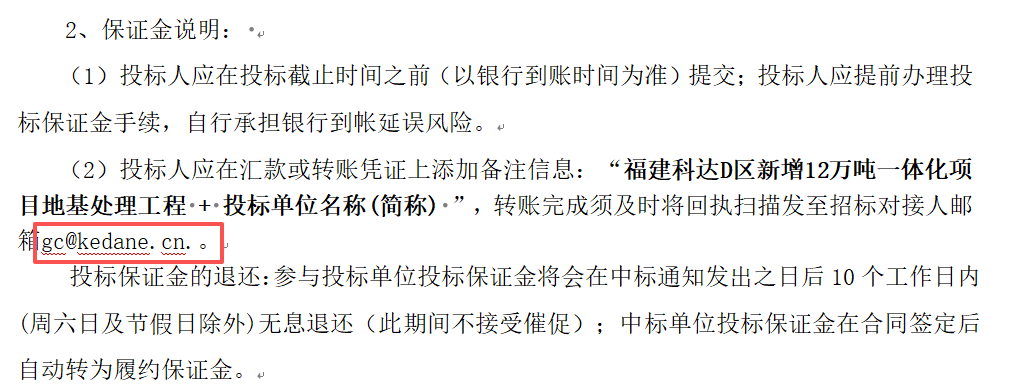 2、保证金说明：
（1）投标人应在投标截止时间之前（以银行到账时间为准）提交；投标人应提前办理投
标保证金手续，自行承担银行到帐延误风险。
（2）投标人应在汇款或转账凭证上添加备注信息：“福建科达D区新增12万吨一体化项
目地基处理工程 + 投标单位名称(简称) ”，转账完成须及时将回执扫描发至招标对接人邮
箱gc@kedane.cn.。
投标保证金的退还:参与投标单位投标保证金将会在中标通知发出之日后 10 个工作日内
(周六日及节假日除外)无息退还（此期间不接受催促）；中标单位投标保证金在合同签定后
自动转为履约保证金。